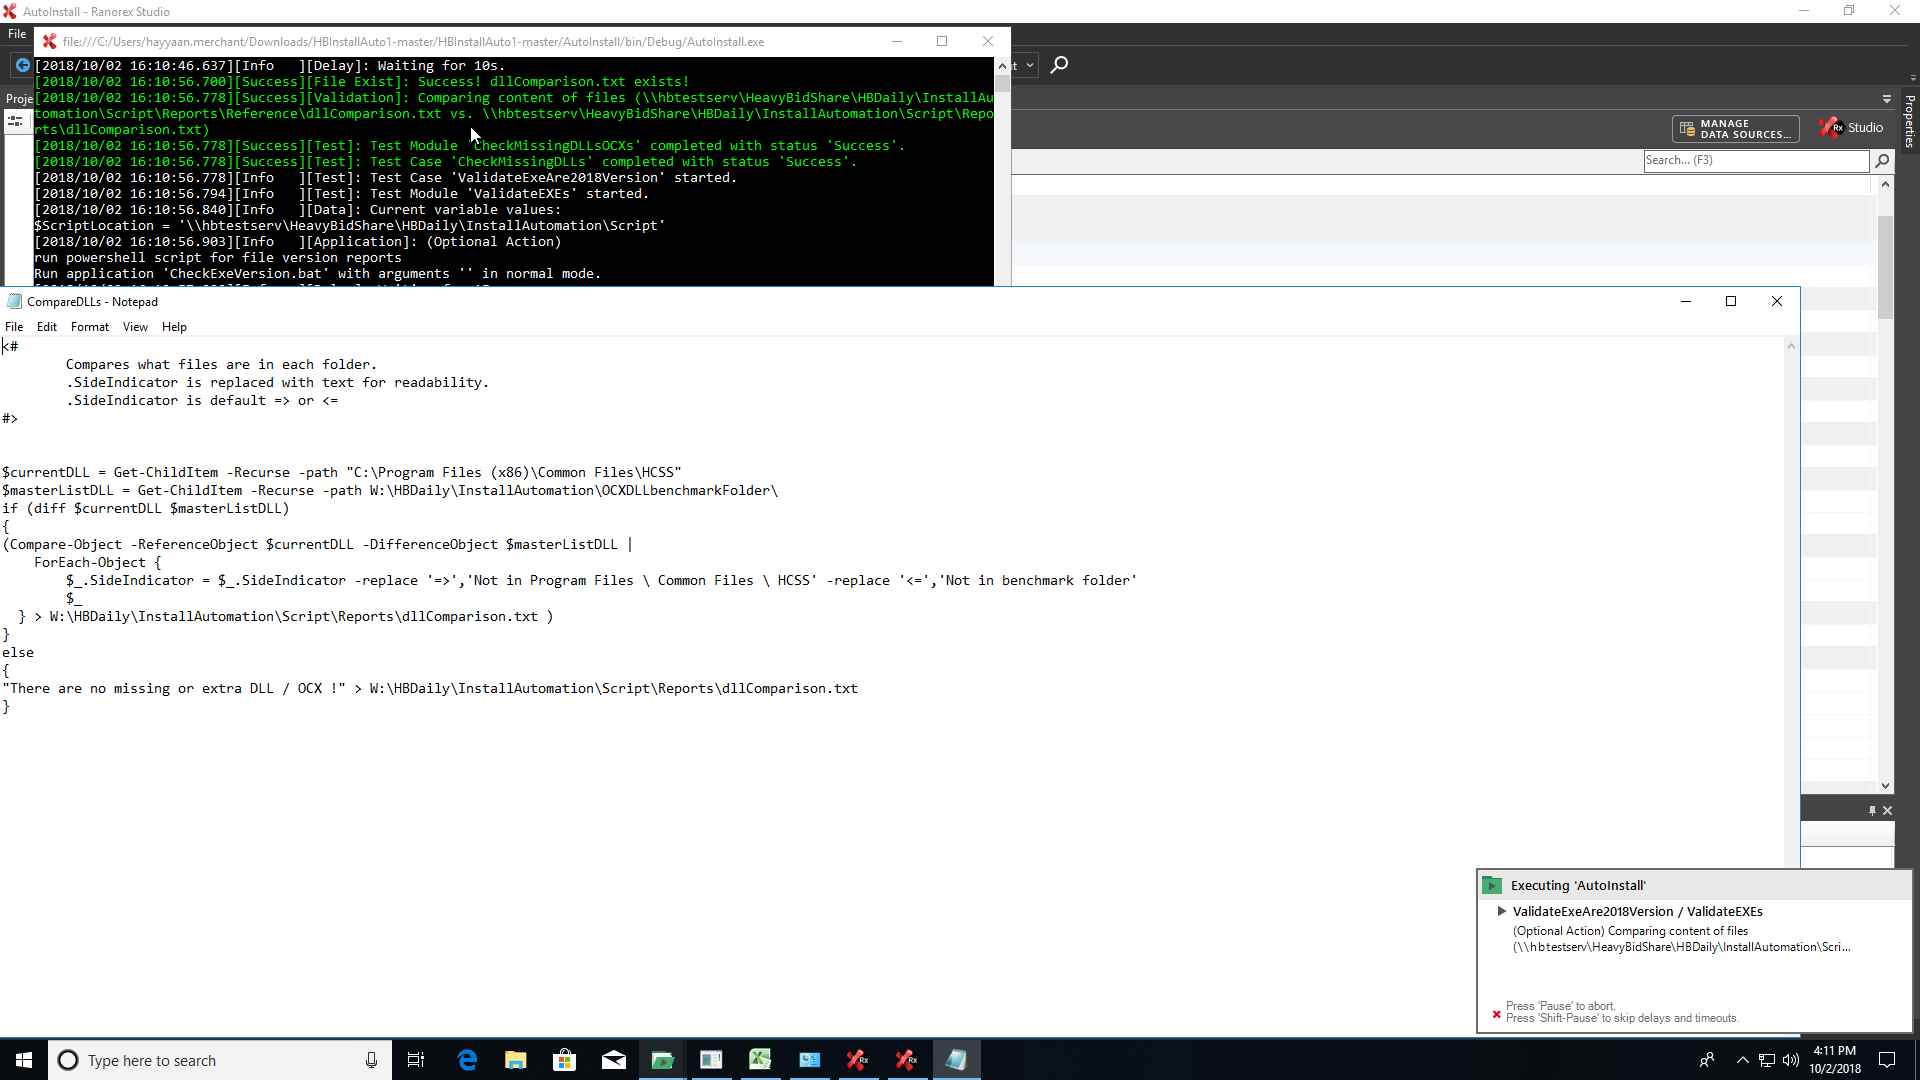 AutoInstall - Ranorex Studio
File
file:///C:/Users/hayyaan.merchant/Downloads/HBInstallAuto1-master/HBInstallAuto1-master/AutoInstall/bin/Debug/AutoInstall.exe
[2018/10/02 16:10:46.637][Info   ][Delay]: Waiting for 10s.
[2018/10/02 16:10:56.700][Success][File Exist]: Success! dllComparison.txt exists!
[2018/10/02 16:10:56.778][Success][Validation]: Comparing content of files (\\hbtestserv\HeavyBidShare\HBDaily\InstallAu
tomation\Script\Reports\Reference\dllComparison.txt vs. \\hbtestserv\HeavyBidShare\HBDaily\InstallAutomation\Script\Repo
rts\dllComparison.txt)
[2018/10/02 16:10:56.778][Success][Test]: Test Module 'CheckMissingDLLsOCXs' completed with status 'Success'.
[2018/10/02 16:10:56.778][Success][Test]: Test Case 'CheckMissingDLLs' completed with status 'Success'.
[2018/10/02 16:10:56.778][Info   ][Test]: Test Case 'ValidateExeAre2018Version' started.
[2018/10/02 16:10:56.794][Info   ][Test]: Test Module 'ValidateEXEs' started.
[2018/10/02 16:10:56.840][Info   ][Data]: Current variable values:
$ScriptLocation = '\\hbtestserv\HeavyBidShare\HBDaily\InstallAutomation\Script'
[2018/10/02 16:10:56.903][Info   ][Application]: (Optional Action)
run powershell script for file version reports
Run application 'CheckExeVersion.bat' with arguments '' in normal mode.
Proje
MANAGE
DATA SOURCES...
Rx Studio
Search... (F3)
Properties
CompareDLLs - Notepad
File Edit Format View Help
<#
Compares what files are in each folder.
.SideIndicator is replaced with text for readability.
.SideIndicator is default => or <=
#>
$currentDLL = Get-ChildItem -Recurse -path "C:\Program Files (x86)\Common Files\HCSS"
$masterListDLL = Get-ChildItem -Recurse -path W:\HBDaily\InstallAutomation\OCXDLLbenchmarkFolder\
if (diff $currentDLL $masterListDLL)
{
(Compare-Object -ReferenceObject $currentDLL -DifferenceObject $masterListDLL |
ForEach-Object {
$_.SideIndicator = $_.SideIndicator -replace '=>','Not in Program Files \ Common Files \ HCSS' -replace '<=','Not in benchmark folder'
$_
} > W:\HBDaily\InstallAutomation\Script\Reports\dllComparison.txt )
}
else
{
"There are no missing or extra DLL / OCX !" > W:\HBDaily\InstallAutomation\Script\Reports\dllComparison.txt
}
Executing 'AutoInstall'
ValidateExeAre2018Version / ValidateEXEs
(Optional Action) Comparing content of files
(\\hbtestserv\HeavyBidShare\HBDaily\InstallAutomation\Scri...
Press 'Pause' to abort.
Press 'Shift-Pause' to skip delays and timeouts.
Type here to search
4:11 PM
10/2/2018